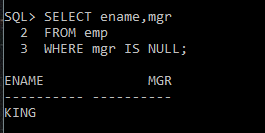 SQL> SELECT ename,mgr
  2  FROM emp
  3  WHERE mgr IS NULL;
ENAME             MGR
---------- ----------
KING